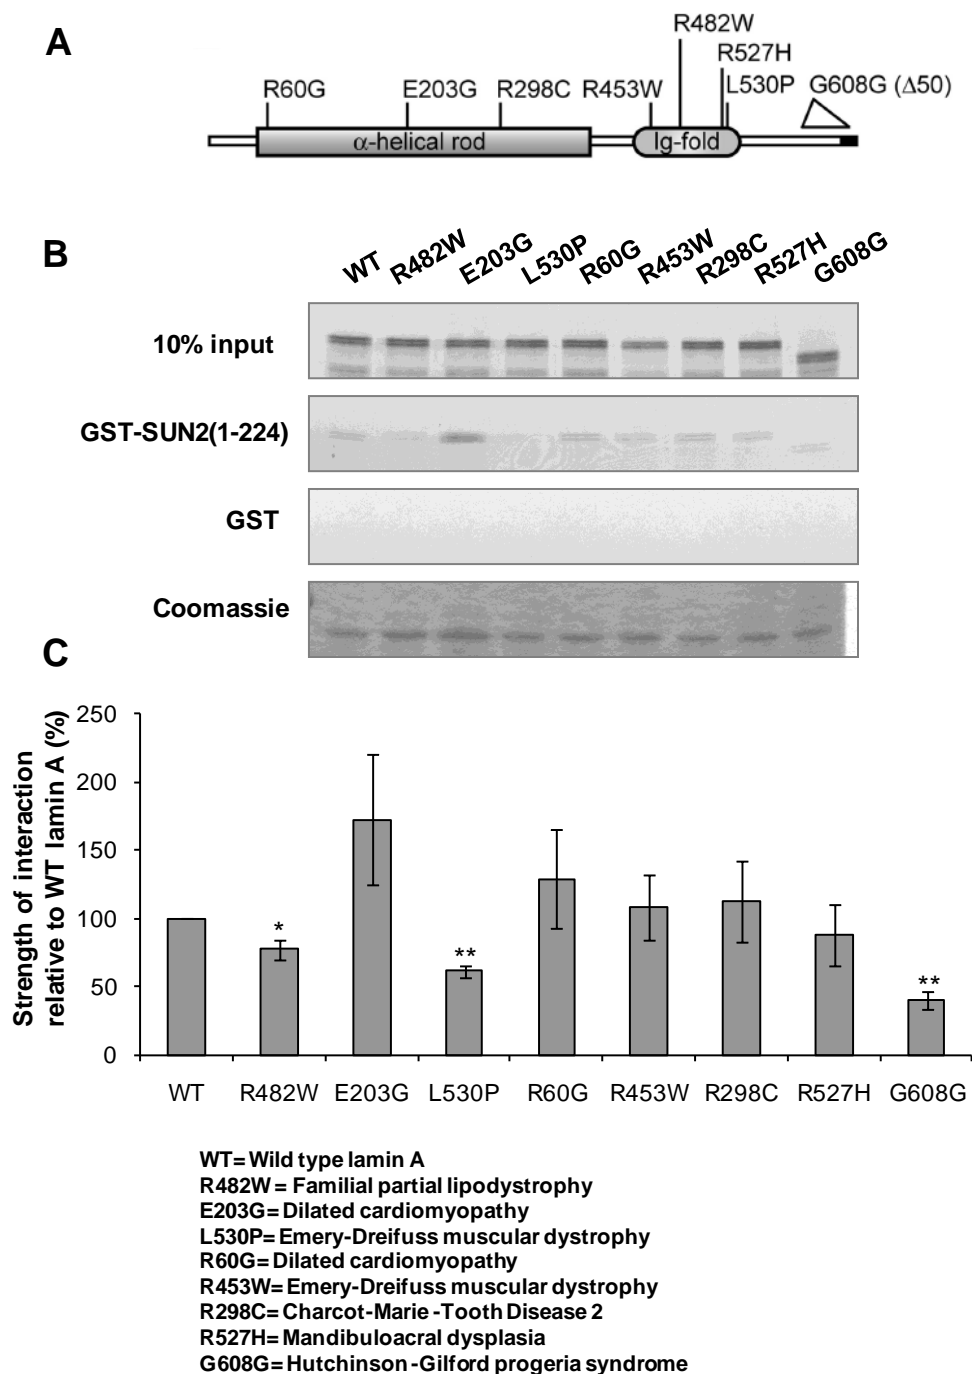 A
R482W
R527H
R60G E203G R298C R453W L530P G608G (Δ50)
α-helical rod Ig-fold
B
WT R482W E203G L530P R60G R453W R298C R527H G608G
10% input
GST-SUN2(1-224)
GST
Coomassie
C
Strength of interaction
relative to WT lamin A (%)
250
200
150
100
50
0
*
**
**
WT R482W E203G L530P R60G R453W R298C R527H G608G
WT= Wild type lamin A
R482W = Familial partial lipodystrophy
E203G= Dilated cardiomyopathy
L530P= Emery-Dreifuss muscular dystrophy
R60G= Dilated cardiomyopathy
R453W= Emery-Dreifuss muscular dystrophy
R298C= Charcot-Marie-Tooth Disease 2
R527H= Mandibuloacral dysplasia
G608G= Hutchinson-Gilford progeria syndrome